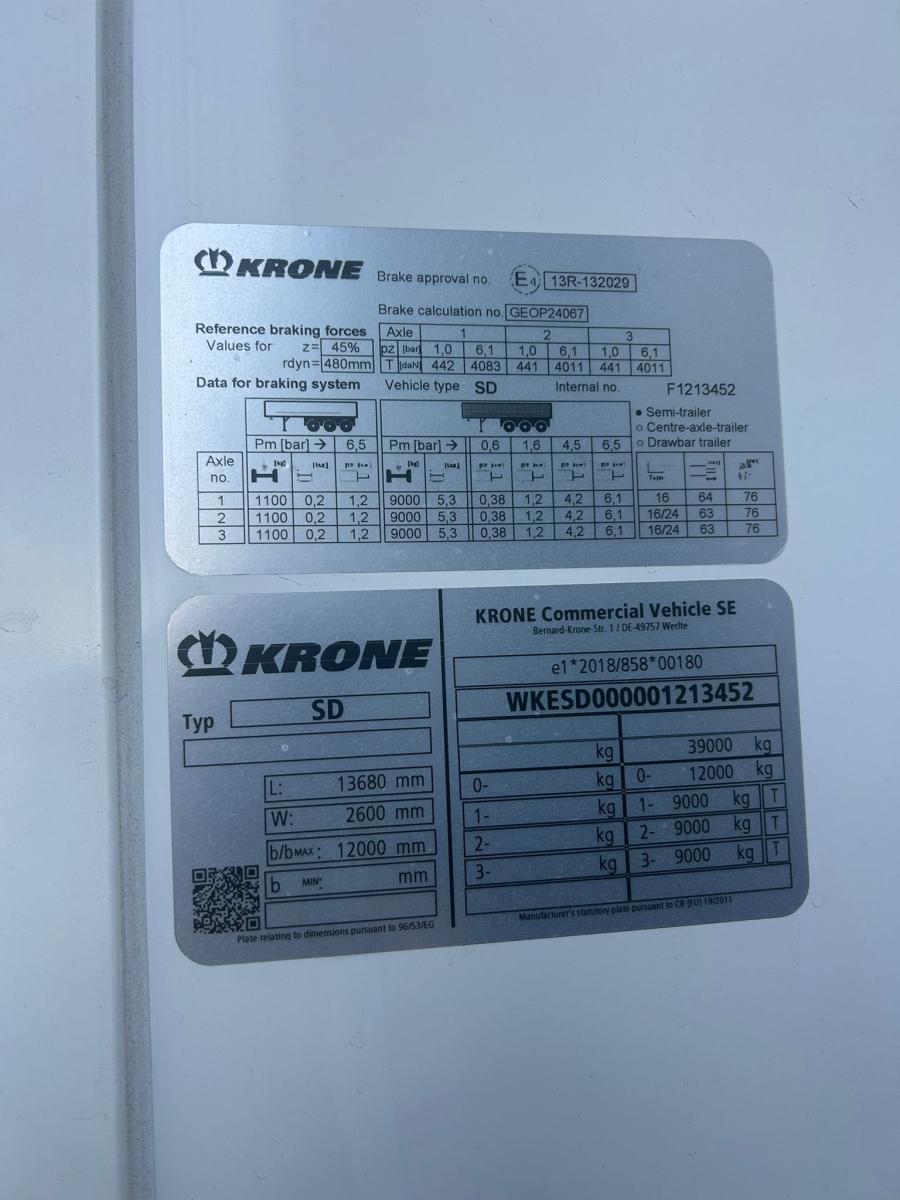 KRONE
Brake approval no. E4 13R-132029
Brake calculation no. GEOP24067
Reference braking forces
Values for z= 45%
rdyn= 480mm
Axle 1 2 3
pz [bar] 1,0 6,1 1,0 6,1 1,0 6,1
T [daN] 442 4083 441 4011 441 4011
Data for braking system Vehicle type SD Internal no. F1213452
• Semi-trailer
○ Centre-axle-trailer
○ Drawbar trailer
Pm [bar] → 6,5 Pm [bar] → 0,6 1,6 4,5 6,5
Axle no.
1 1100 0,2 1,2 9000 5,3 0,38 1,2 4,2 6,1 16 64 76
2 1100 0,2 1,2 9000 5,3 0,38 1,2 4,2 6,1 16/24 63 76
3 1100 0,2 1,2 9000 5,3 0,38 1,2 4,2 6,1 16/24 63 76
KRONE
Typ SD
L: 13680 mm
W: 2600 mm
b/b MAX: 12000 mm
b MIN: mm
Plate relating to dimensions pursuant to 96/53/EG
KRONE Commercial Vehicle SE
Bernard-Krone-Str. 1 / DE-49757 Werlte
e1*2018/858*00180
WKESD000001213452
kg 39000 kg
0- kg 0- 12000 kg
1- kg 1- 9000 kg T
2- kg 2- 9000 kg T
3- kg 3- 9000 kg T
Manufacturer's statutory plate pursuant to CR (EU) 19/2011